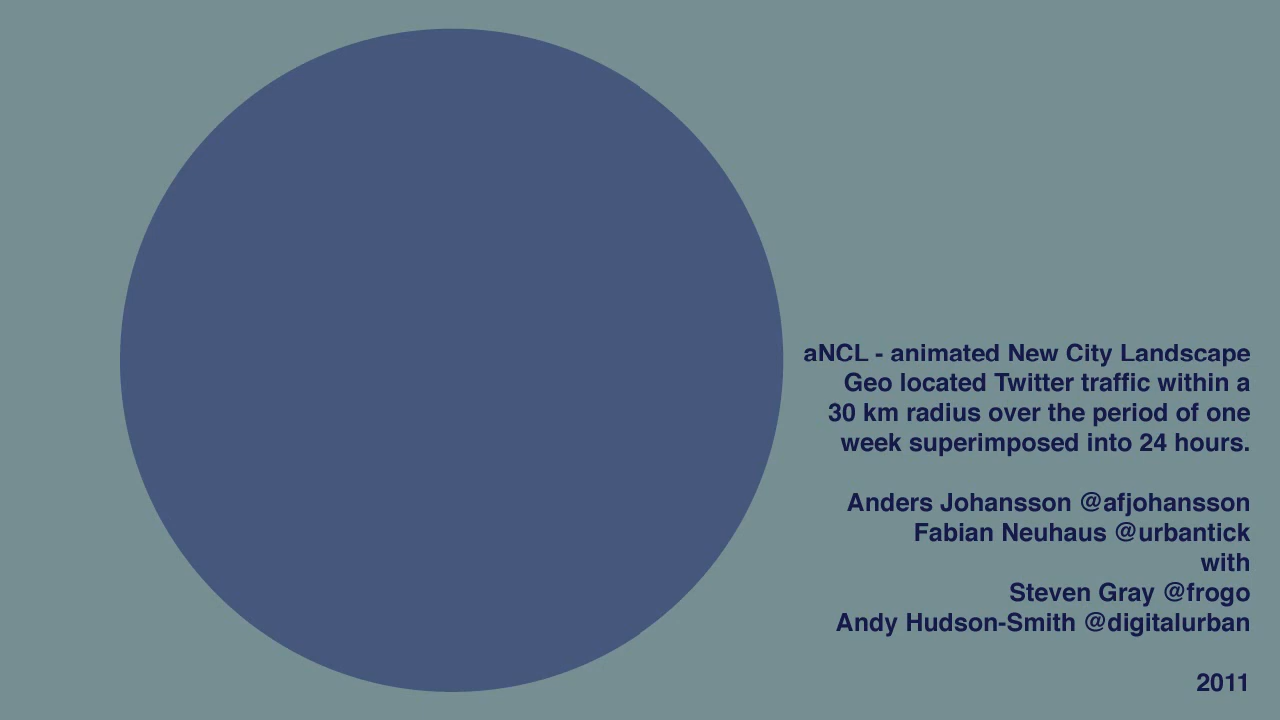 aNCL - animated New City Landscape
Geo located Twitter traffic within a
30 km radius over the period of one
week superimposed into 24 hours.
Anders Johansson @afjohansson
Fabian Neuhaus @urbantick
with
Steven Gray @frogo
Andy Hudson-Smith @digitalurban
2011